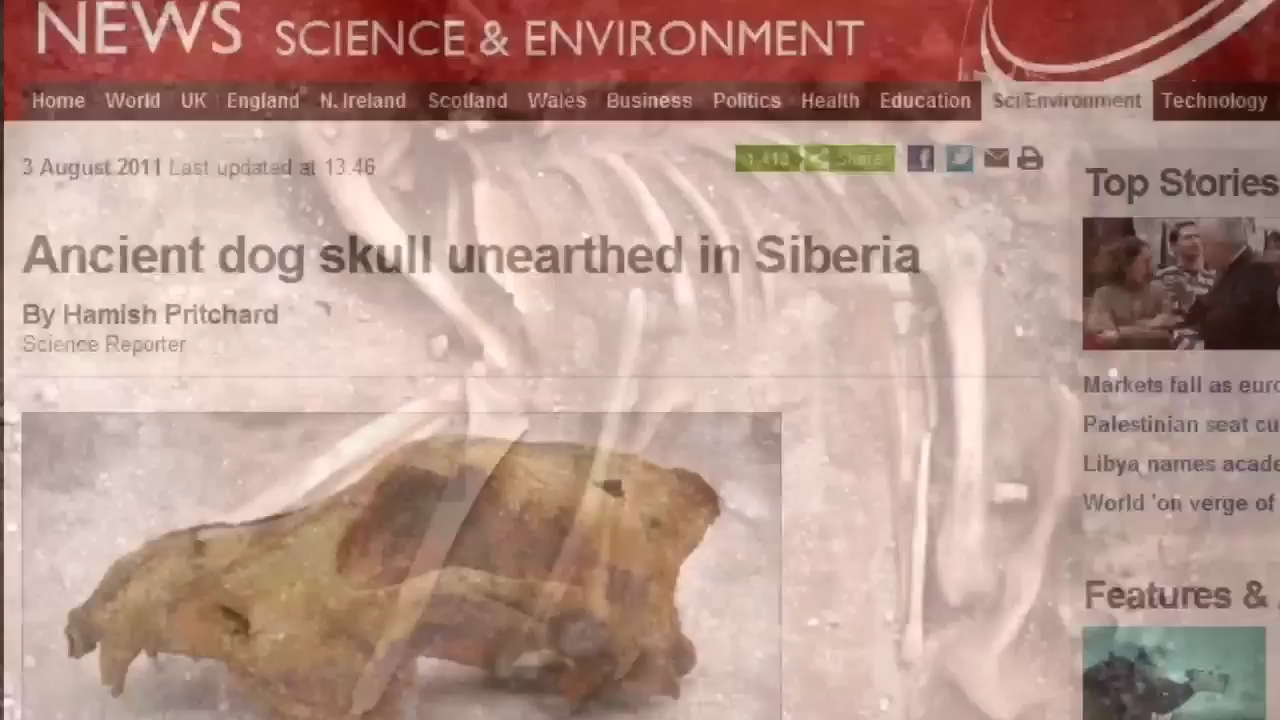 NEWS SCIENCE & ENVIRONMENT
Home World UK England N. Ireland Scotland Wales Business Politics Health Education Sci/Environment Technology
3 August 2011 Last updated at 13:46
Share
Top Stories
Ancient dog skull unearthed in Siberia
By Hamish Pritchard
Science Reporter
Markets fall as
Palestinian seat
Libya names
World 'on verge of
Features &